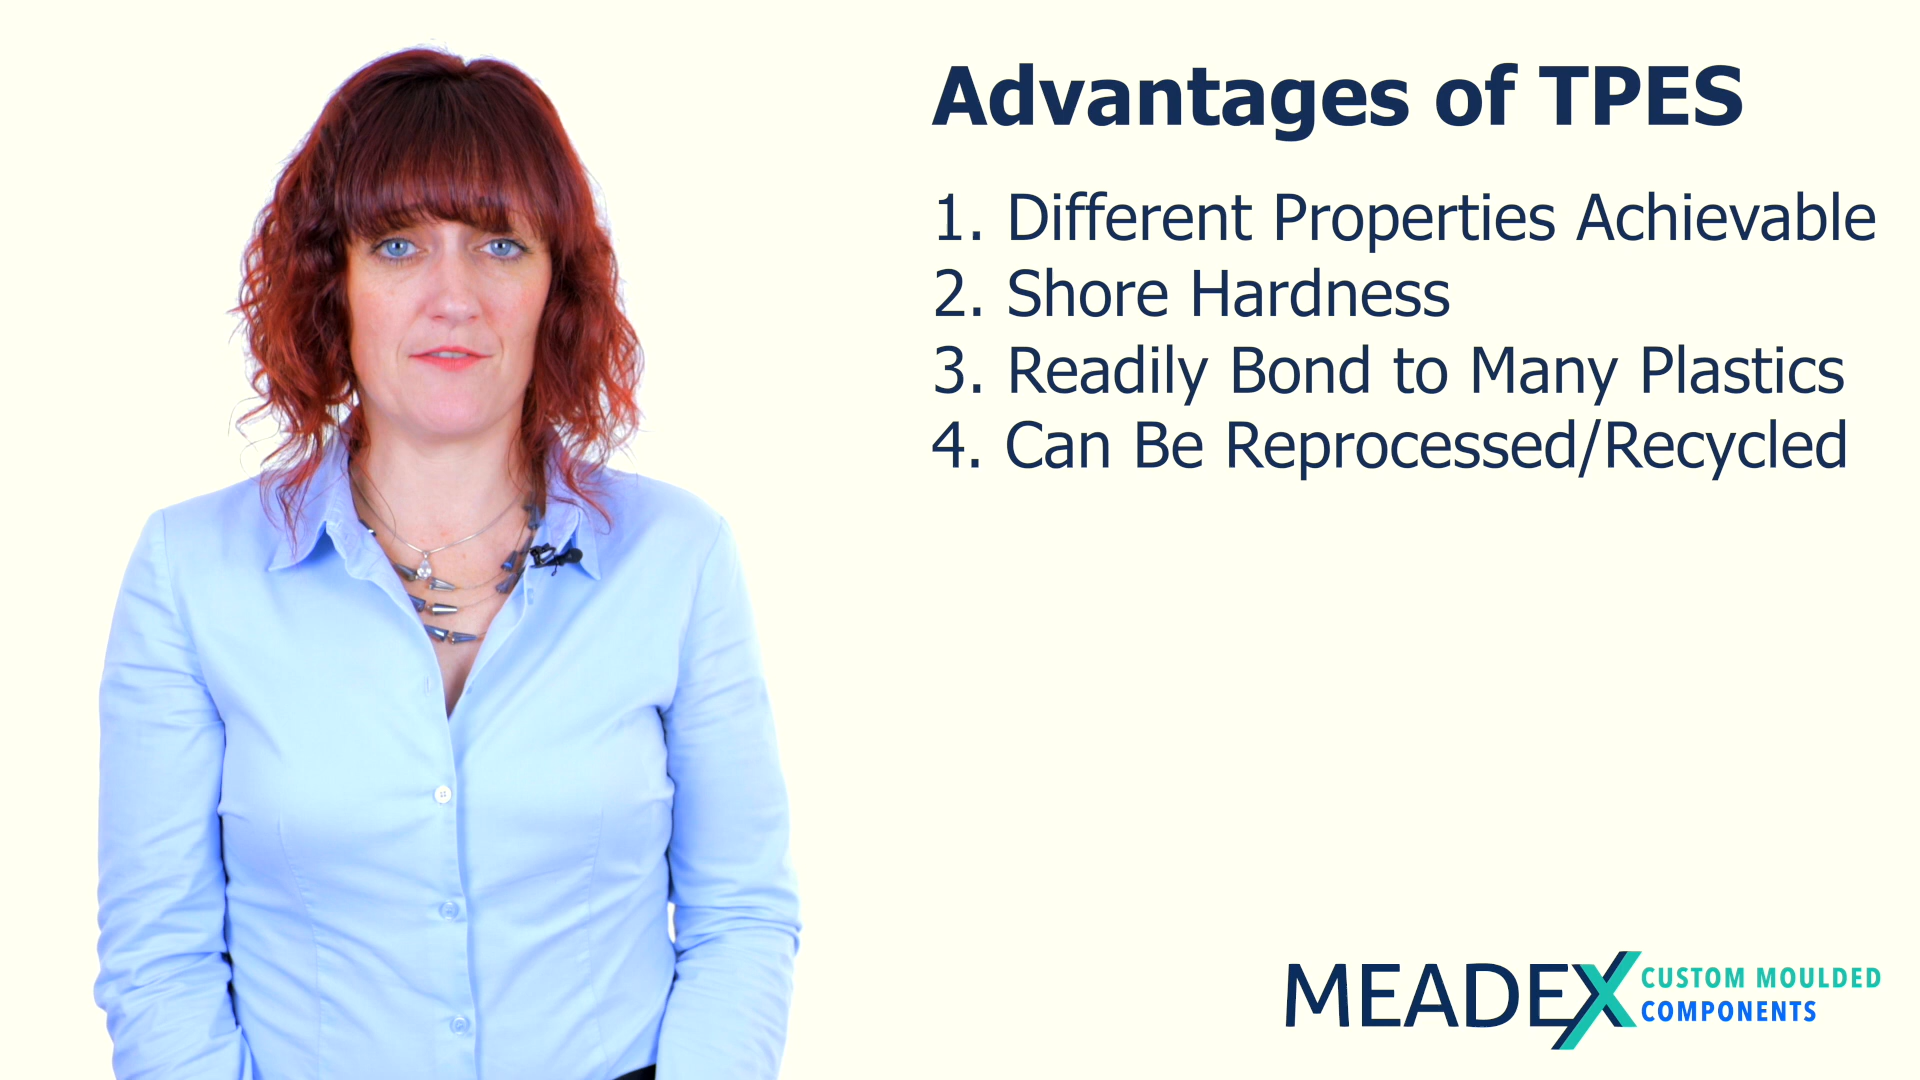 Advantages of TPES
1. Different Properties Achievable
2. Shore Hardness
3. Readily Bond to Many Plastics
4. Can Be Reprocessed/Recycled
MEADEX CUSTOM MOULDED
COMPONENTS